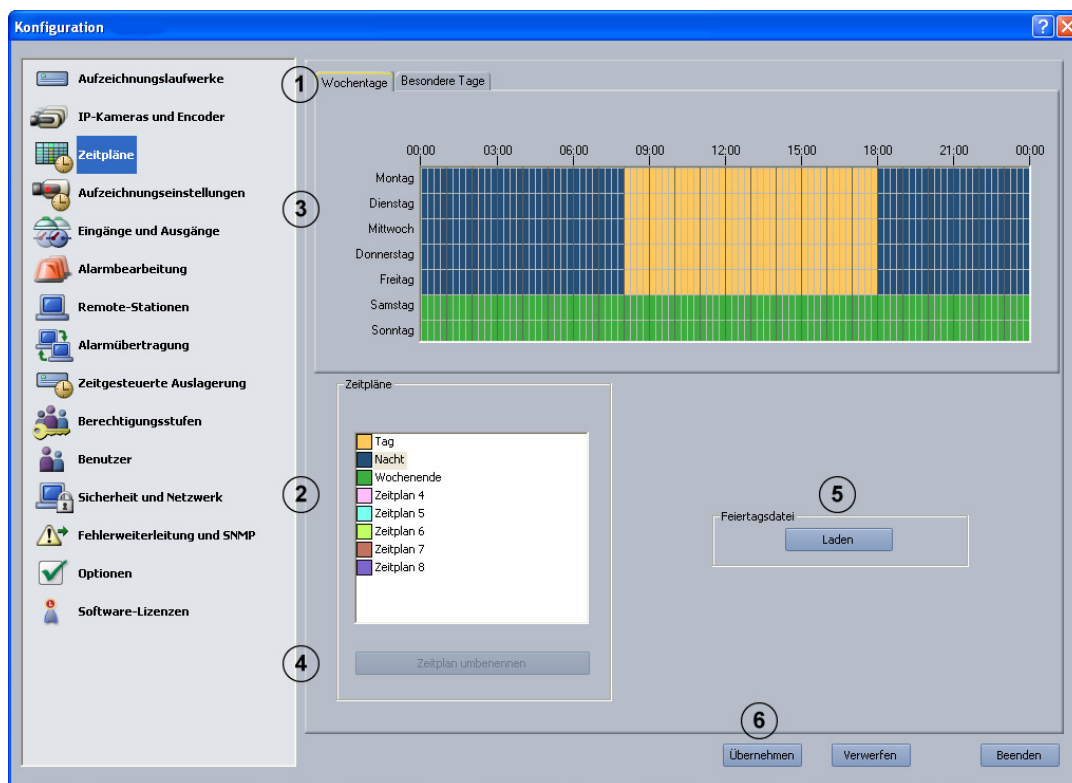 Konfiguration
Aufzeichnungslaufwerke
IP-Kameras und Encoder
Zeitpläne
Aufzeichnungseinstellungen
Eingänge und Ausgänge
Alarmbearbeitung
Remote-Stationen
Alarmübertragung
Zeitgesteuerte Auslagerung
Berechtigungsstufen
Benutzer
Sicherheit und Netzwerk
Fehlerweiterleitung und SNMP
Optionen
Software-Lizenzen
1
Wochentage Besondere Tage
00:00 03:00 06:00 09:00 12:00 15:00 18:00 21:00 00:00
3
Montag
Dienstag
Mittwoch
Donnerstag
Freitag
Samstag
Sonntag
Zeitpläne
2
Tag
Nacht
Wochenende
Zeitplan 4
Zeitplan 5
Zeitplan 6
Zeitplan 7
Zeitplan 8
4
Zeitplan umbenennen
5
Feiertagsdatei
Laden
6
Übernehmen Verwerfen Beenden